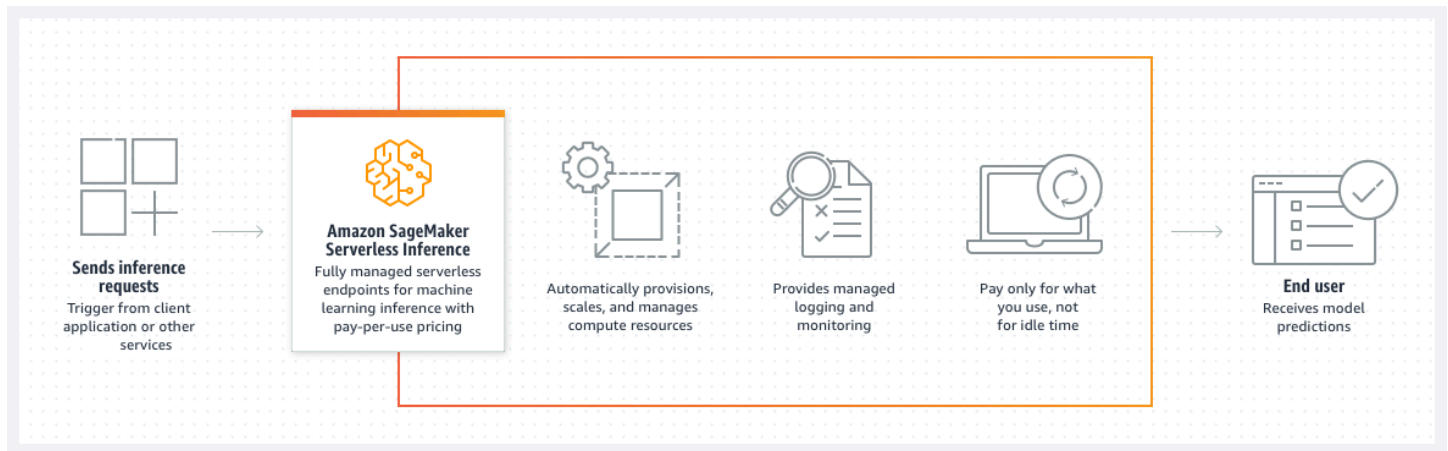 Sends inference
requests
Trigger from client
application or other
services
Amazon SageMaker
Serverless Inference
Fully managed serverless
endpoints for machine
learning inference with
pay-per-use pricing
Automatically provisions,
scales, and manages
compute resources
Provides managed
logging and
monitoring
Pay only for what
you use, not
for idle time
End user
Receives model
predictions